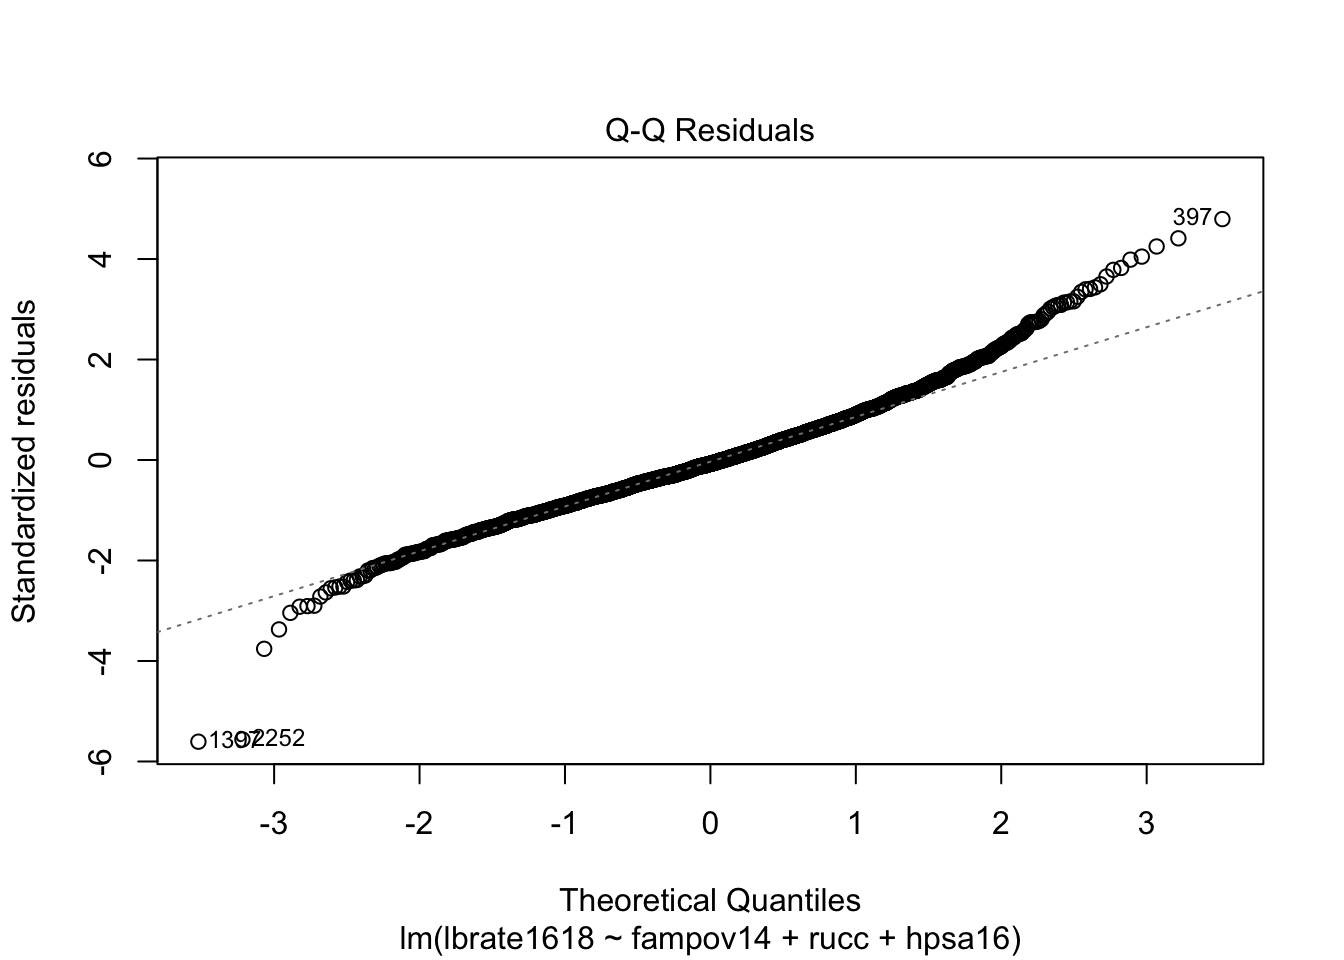 Q-Q Residuals
Standardized residuals
6
4
2
0
-2
-4
-6
397
1397
2252
-3 -2 -1 0 1 2 3
Theoretical Quantiles
lm(lbrate1618 ~ fampov14 + rucc + hpsa16)